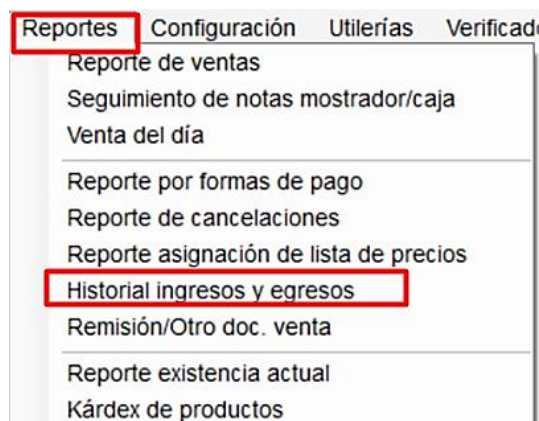 Reportes Configuración Utilerías Verificad
Reporte de ventas
Seguimiento de notas mostrador/caja
Venta del día
Reporte por formas de pago
Reporte de cancelaciones
Reporte asignación de lista de precios
Historial ingresos y egresos
Remisión/Otro doc. venta
Reporte existencia actual
Kárdex de productos